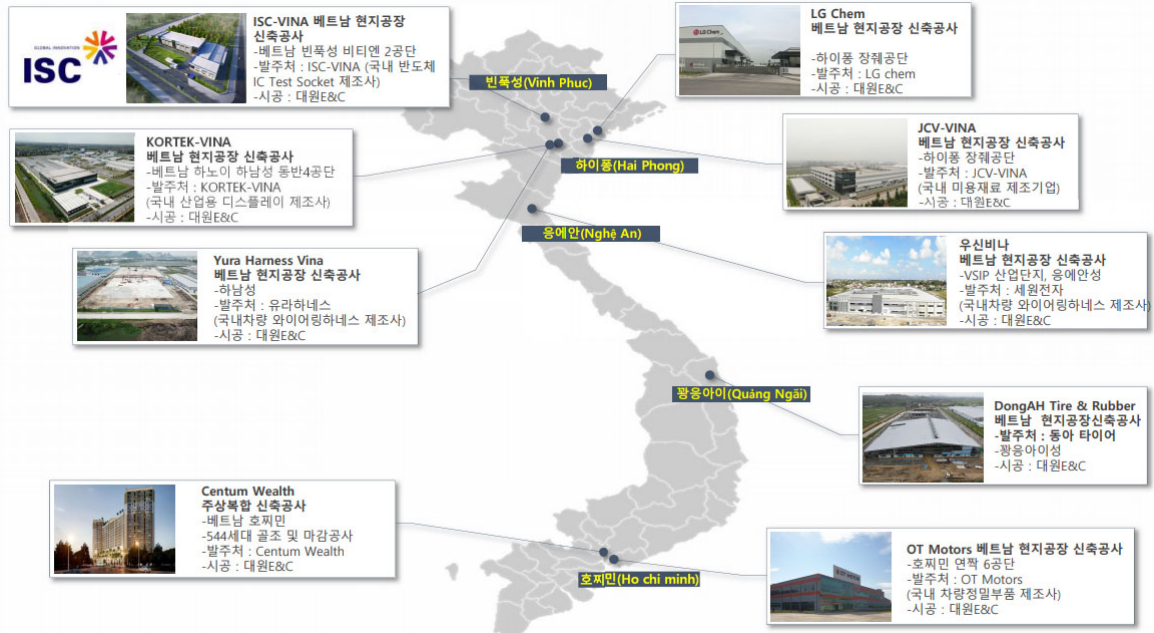 GLOBAL INNOVATION
ISC
ISC-VINA 베트남 현지공장
신축공사
-베트남 빈푹성 비티엔 2공단
-발주처 : ISC-VINA (국내 반도체
IC Test Socket 제조사)
-시공 : 대원E&C
LG Chem
LG Chem
베트남 현지공장 신축공사
-하이퐁 장줴공단
-발주처 : LG chem
-시공 : 대원E&C
빈푹성(Vinh Phuc)
KORTEK-VINA
베트남 현지공장 신축공사
-베트남 하노이 하남성 동반4공단
-발주처 : KORTEK-VINA
(국내 산업용 디스플레이 제조사)
-시공 : 대원E&C
하이퐁(Hai Phong)
JCV-VINA
베트남 현지공장 신축공사
-하이퐁 장줴공단
-발주처 : JCV-VINA
(국내 미용재료 제조기업)
-시공 : 대원E&C
응에안(Nghệ An)
Yura Harness Vina
베트남 현지공장 신축공사
-하남성
-발주처 : 유라하네스
(국내차량 와이어링하네스 제조사)
-시공 : 대원E&C
우신비나
베트남 현지공장 신축공사
-VSIP 산업단지, 응에안성
-발주처 : 세원전자
(국내차량 와이어링하네스 제조사)
-시공 : 대원E&C
꽝응아이(Quảng Ngãi)
DongAH Tire & Rubber
베트남 현지공장신축공사
-발주처 : 동아 타이어
-꽝응아이성
-시공 : 대원E&C
Centum Wealth
주상복합 신축공사
-베트남 호찌민
-544세대 골조 및 마감공사
-발주처 : Centum Wealth
-시공 : 대원E&C
호찌민(Ho chi minh)
OT MOTORS
OT Motors 베트남 현지공장 신축공사
-호찌민 연짝 6공단
-발주처 : OT Motors
(국내 차량정밀부품 제조사)
-시공 : 대원E&C